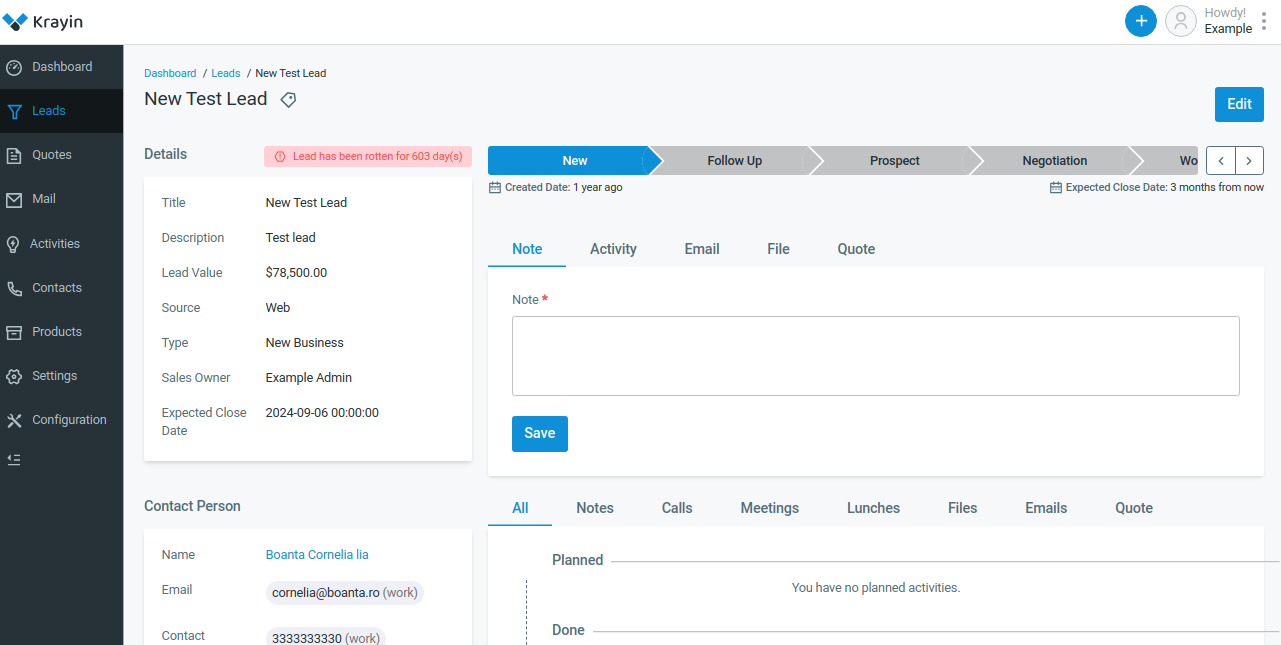 Krayin
Howdy!
Example
Dashboard
Leads
Quotes
Mail
Activities
Contacts
Products
Settings
Configuration
Dashboard / Leads / New Test Lead
New Test Lead
Edit
Details
Lead has been rotten for 603 day(s)
Title New Test Lead
Description Test lead
Lead Value $78,500.00
Source Web
Type New Business
Sales Owner Example Admin
Expected Close Date 2024-09-06 00:00:00
Contact Person
Name Boanta Cornelia lia
Email cornelia@boanta.ro (work)
Contact 3333333330 (work)
New Follow Up Prospect Negotiation Wo
Created Date: 1 year ago Expected Close Date: 3 months from now
Note Activity Email File Quote
Note *
Save
All Notes Calls Meetings Lunches Files Emails Quote
Planned
You have no planned activities.
Done